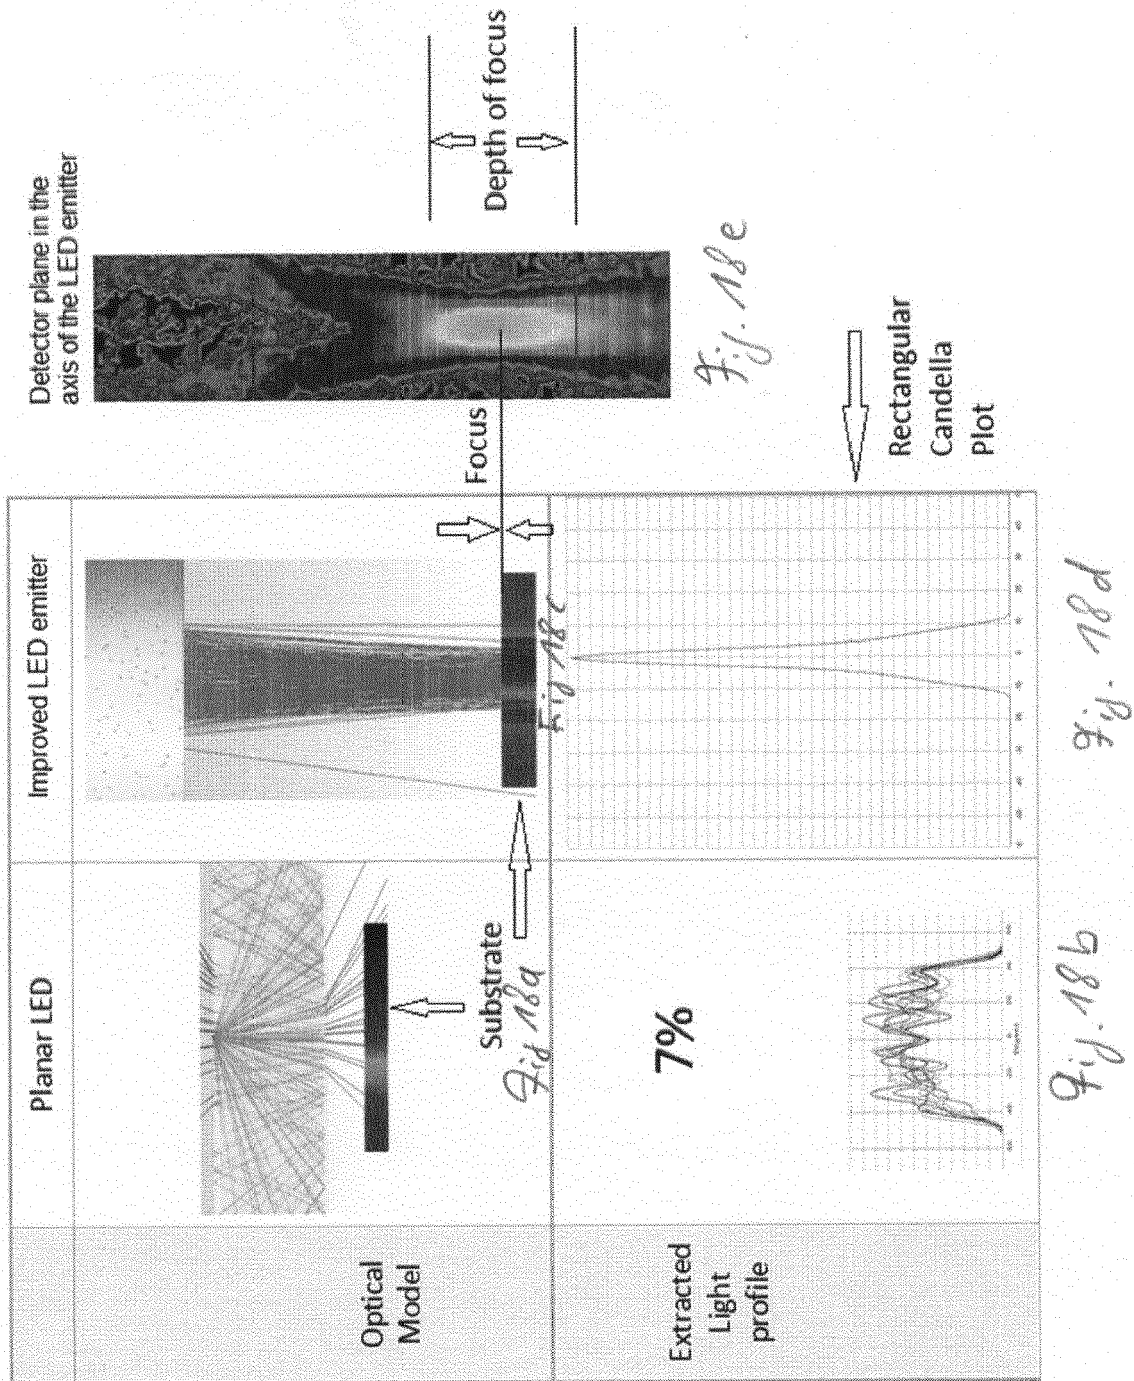 Planar LED
Improved LED emitter
Detector plane in the
axis of the LED emitter
Optical
Model
Substrate
Fig 18a
Fig 18c
Focus
Depth of focus
Fig. 18e
Extracted
Light
profile
7%
Rectangular
Candella
Plot
Fig. 18b
Fig. 18d